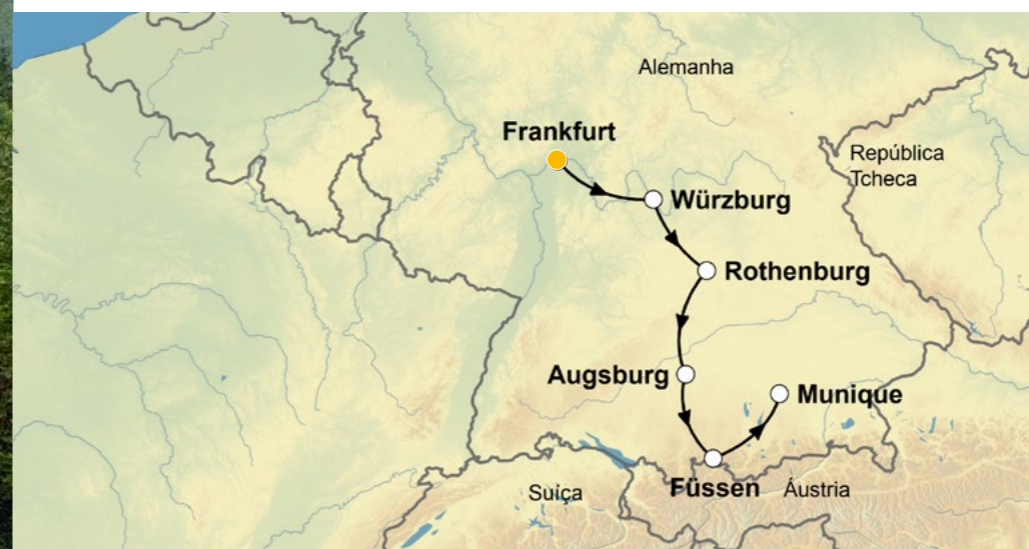 Alemanha
Frankfurt
República
Tcheca
Würzburg
Rothenburg
Augsburg
Munique
Füssen
Áustria
Suíça